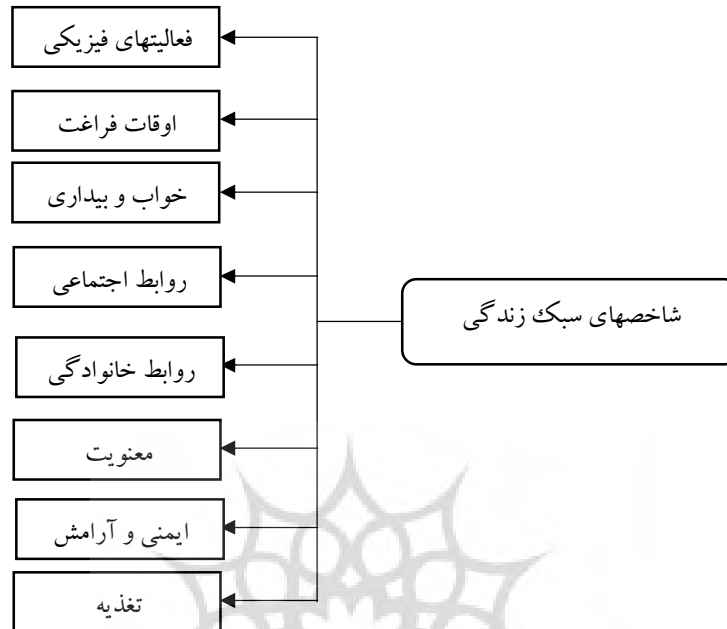 شاخصهای سبک زندگی
فعالیتهای فیزیکی
اوقات فراغت
خواب و بیداری
روابط اجتماعی
روابط خانوادگی
معنویت
ایمنی و آرامش
تغذیه